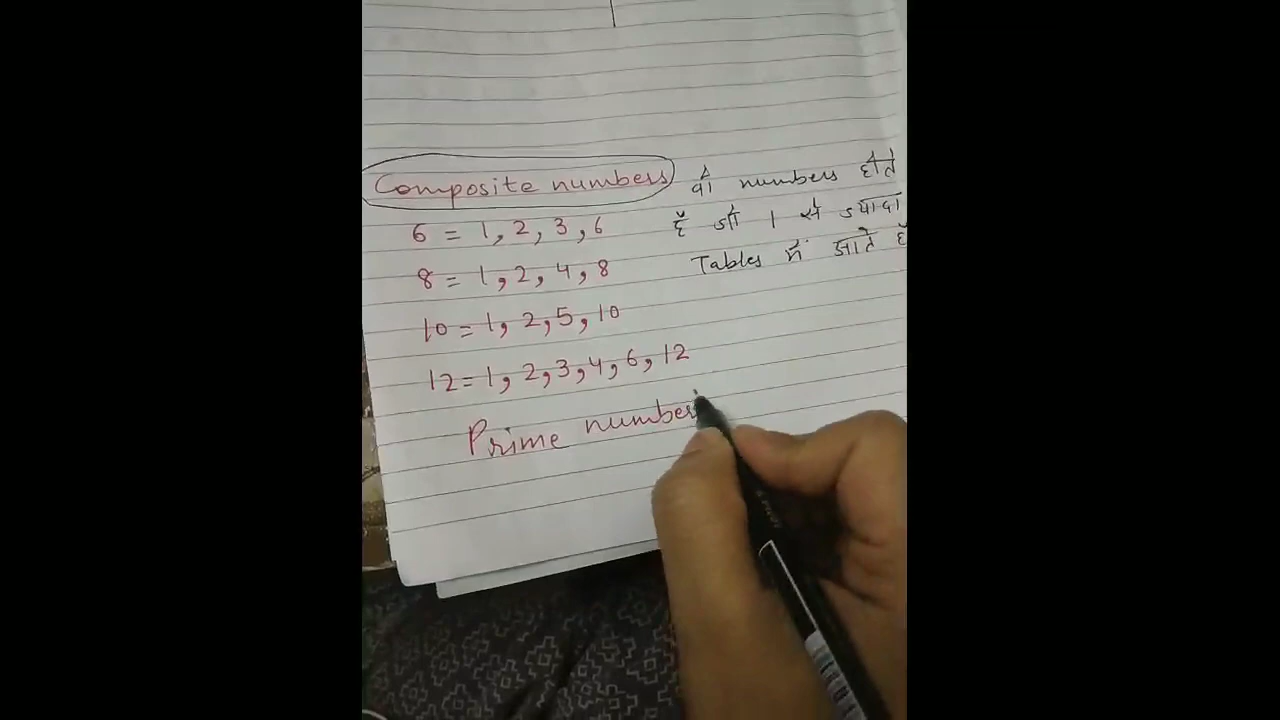 Composite numbers
वो numbers होते
हैं जो 1 से ज्यादा
Tables में आते हैं
6 = 1, 2, 3, 6
8 = 1, 2, 4, 8
10 = 1, 2, 5, 10
12 = 1, 2, 3, 4, 6, 12
Prime number